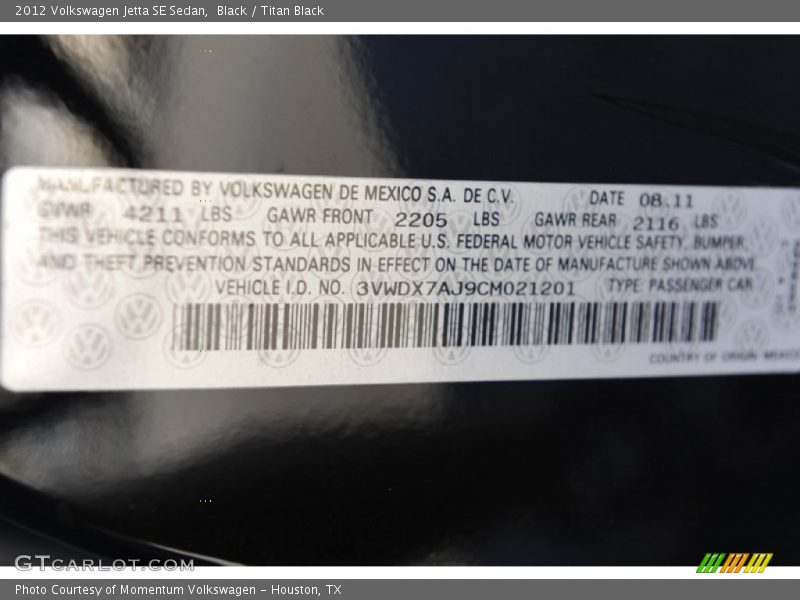 2012 Volkswagen Jetta SE Sedan, Black / Titan Black
MANUFACTURED BY VOLKSWAGEN DE MEXICO S.A. DE C.V. DATE 08.11
GVWR 4211 LBS GAWR FRONT 2205 LBS GAWR REAR 2116 LBS
THIS VEHICLE CONFORMS TO ALL APPLICABLE U.S. FEDERAL MOTOR VEHICLE SAFETY, BUMPER,
AND THEFT PREVENTION STANDARDS IN EFFECT ON THE DATE OF MANUFACTURE SHOWN ABOVE.
VEHICLE I.D. NO. 3VWDX7AJ9CM021201 TYPE PASSENGER CAR
COUNTRY OF ORIGIN MEXICO
GTCARLOT.COM
Photo Courtesy of Momentum Volkswagen - Houston, TX